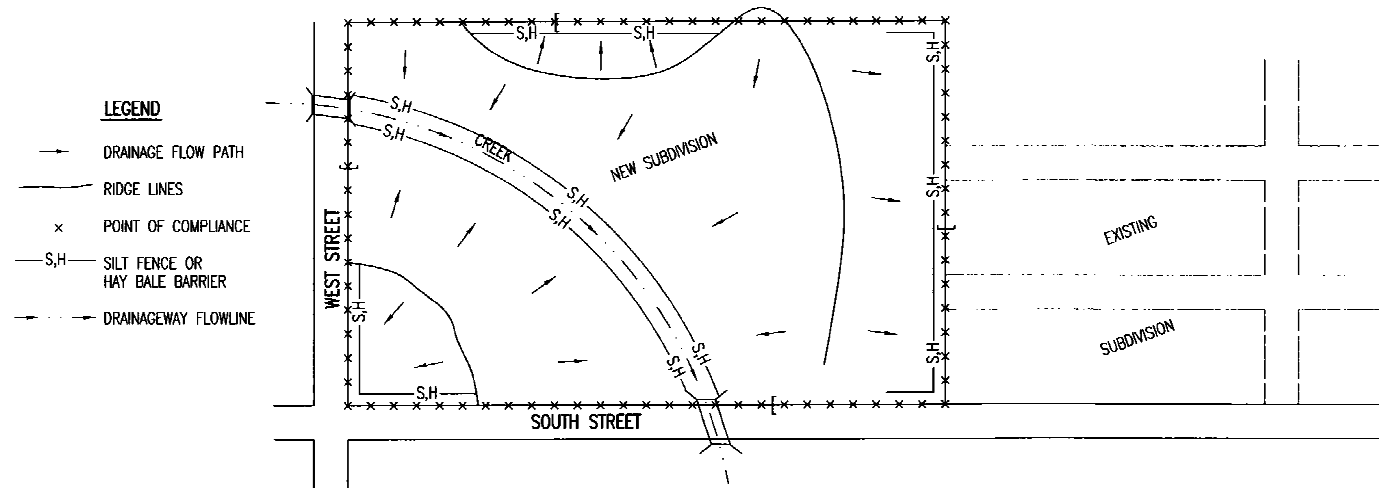 LEGEND
DRAINAGE FLOW PATH
RIDGE LINES
× POINT OF COMPLIANCE
S,H SILT FENCE OR
HAY BALE BARRIER
DRAINAGEWAY FLOWLINE
S,H
S,H
S,H
S,H
S,H
CREEK
NEW SUBDIVISION
S,H
S,H
S,H
WEST STREET
EXISTING
S,H
S,H
S,H
S,H
S,H
SUBDIVISION
SOUTH STREET